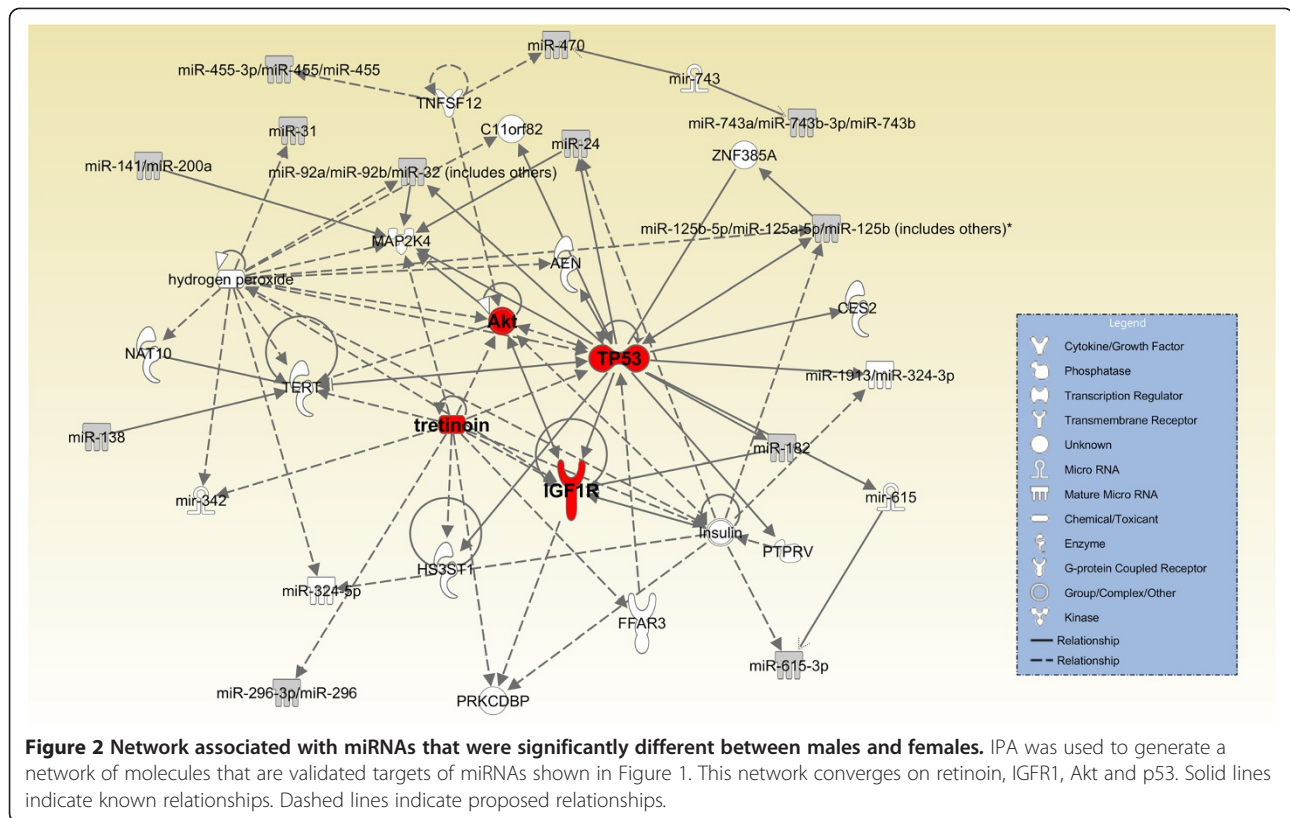 miR-470
miR-455-3p/miR-455/miR-455
mir-743
TNFSF12
miR-743a/miR-743b-3p/miR-743b
C11orf82
miR-31
miR-24
ZNF385A
miR-141/miR-200a
miR-92a/miR-92b/miR-32 (includes others)
miR-125b-5p/miR-125a-5p/miR-125b (includes others)*
MAP2K4
AEN
hydrogen peroxide
CES2
Akt
TP53
NAT10
TERT
miR-1913/miR-324-3p
tretinoin
miR-138
miR-182
IGF1R
mir-342
mir-615
Insulin
PTPRV
HS3ST1
miR-324-5p
FFAR3
miR-615-3p
miR-296-3p/miR-296
PRKCDBP
Legend
Cytokine/Growth Factor
Phosphatase
Transcription Regulator
Transmembrane Receptor
Unknown
Micro RNA
Mature Micro RNA
Chemical/Toxicant
Enzyme
G-protein Coupled Receptor
Group/Complex/Other
Kinase
Relationship
Relationship
Figure 2 Network associated with miRNAs that were significantly different between males and females. IPA was used to generate a
network of molecules that are validated targets of miRNAs shown in Figure 1. This network converges on retinoin, IGFR1, Akt and p53. Solid lines
indicate known relationships. Dashed lines indicate proposed relationships.